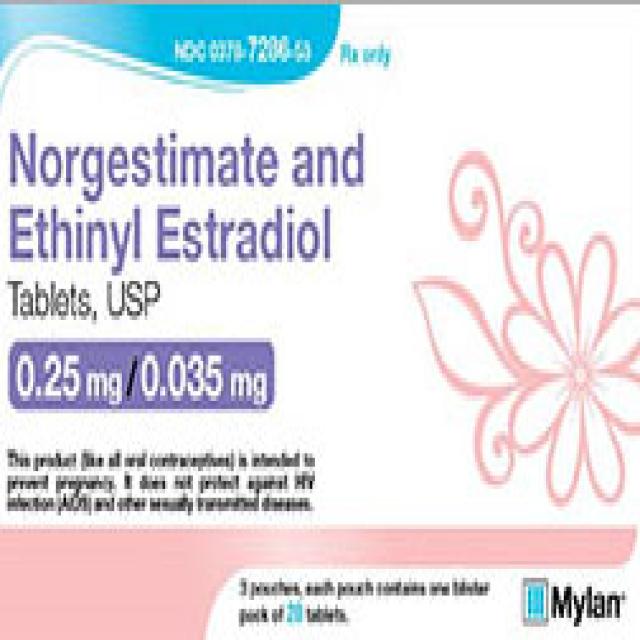 NDC 0378-7286-53 Rx only
Norgestimate and
Ethinyl Estradiol
Tablets, USP
0.25 mg/0.035 mg
This product (like all oral contraceptives) is intended to
prevent pregnancy. It does not protect against HIV
infection (AIDS) and other sexually transmitted diseases.
3 pouches, each pouch contains one blister
pack of 28 tablets.
Mylan